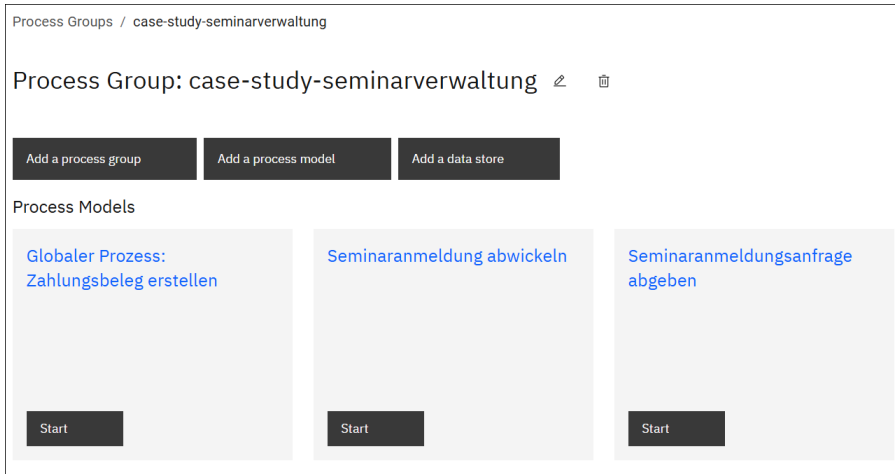 Process Groups / case-study-seminarverwaltung
Process Group: case-study-seminarverwaltung
Add a process group
Add a process model
Add a data store
Process Models
Globaler Prozess:
Zahlungsbeleg erstellen
Start
Seminaranmeldung abwickeln
Start
Seminaranmeldungsanfrage
abgeben
Start